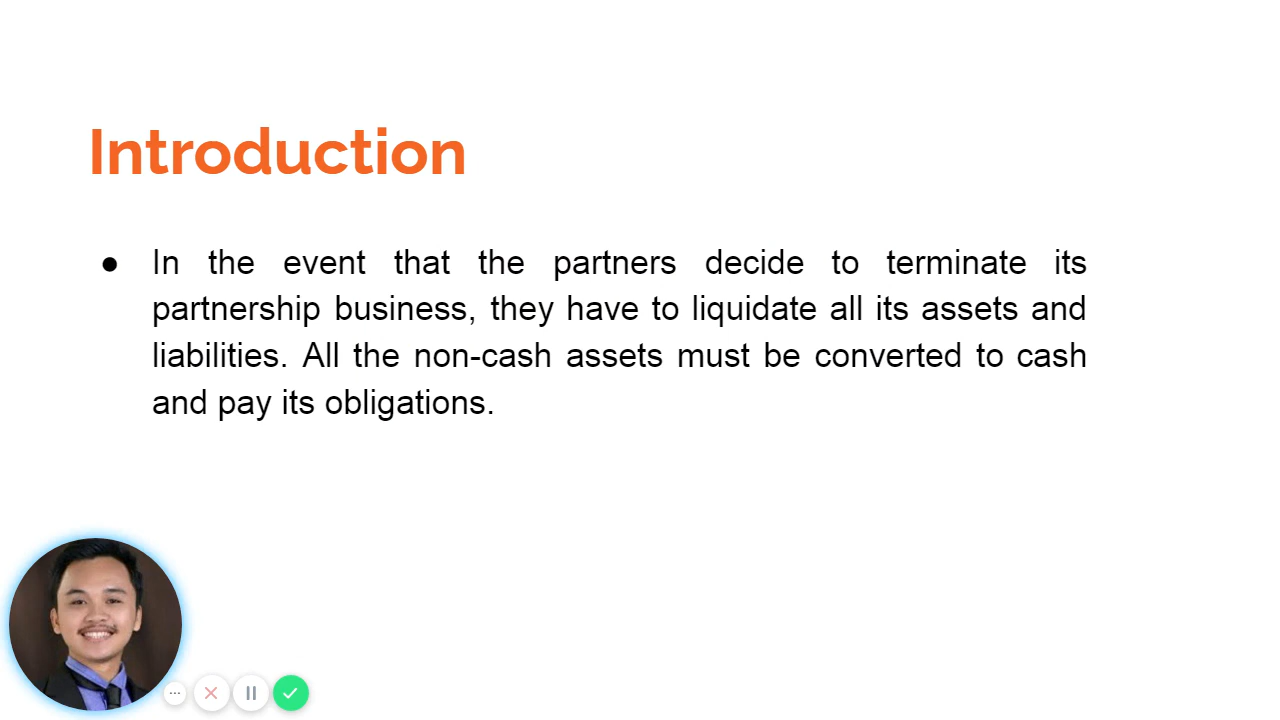 Introduction
● In the event that the partners decide to terminate its
partnership business, they have to liquidate all its assets and
liabilities. All the non-cash assets must be converted to cash
and pay its obligations.